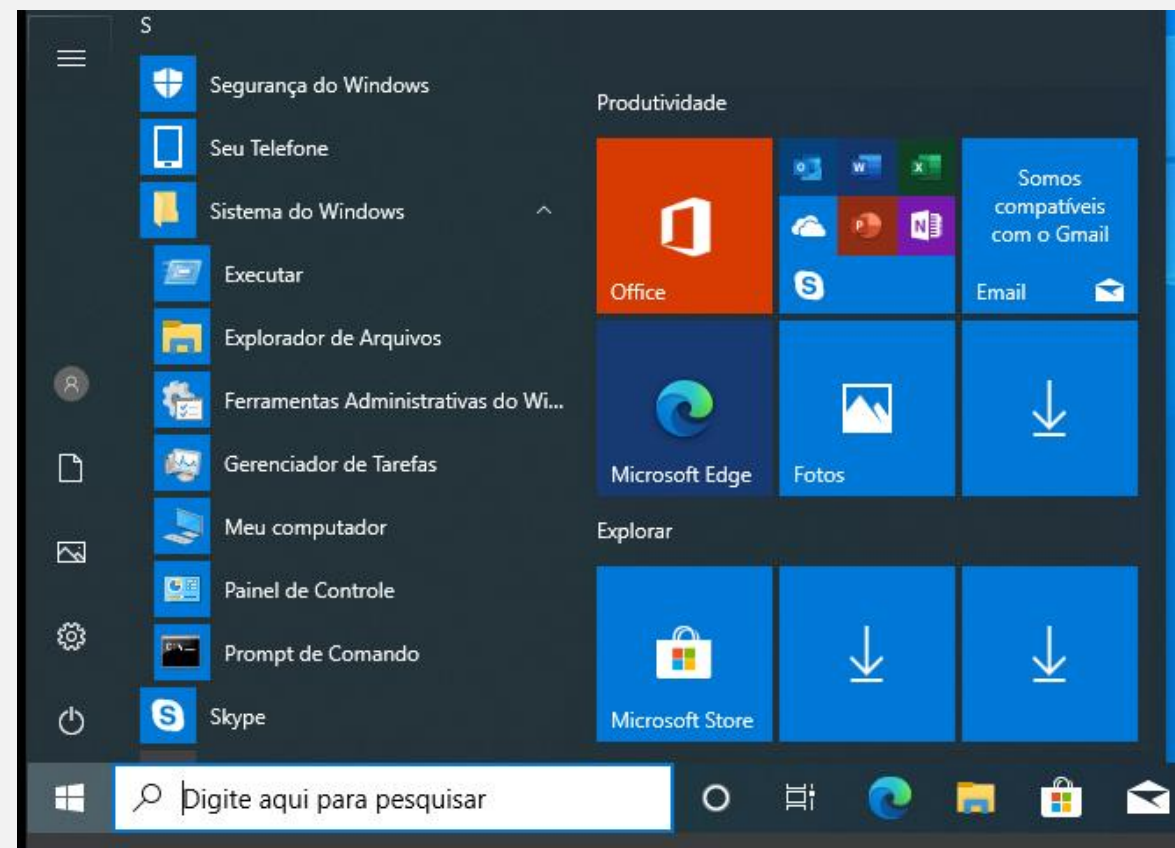 S
Segurança do Windows
Seu Telefone
Sistema do Windows
Executar
Explorador de Arquivos
Ferramentas Administrativas do Wi...
Gerenciador de Tarefas
Meu computador
Painel de Controle
Prompt de Comando
Skype
Produtividade
Office
Somos
compatíveis
com o Gmail
Email
Microsoft Edge
Fotos
Explorar
Microsoft Store
Digite aqui para pesquisar